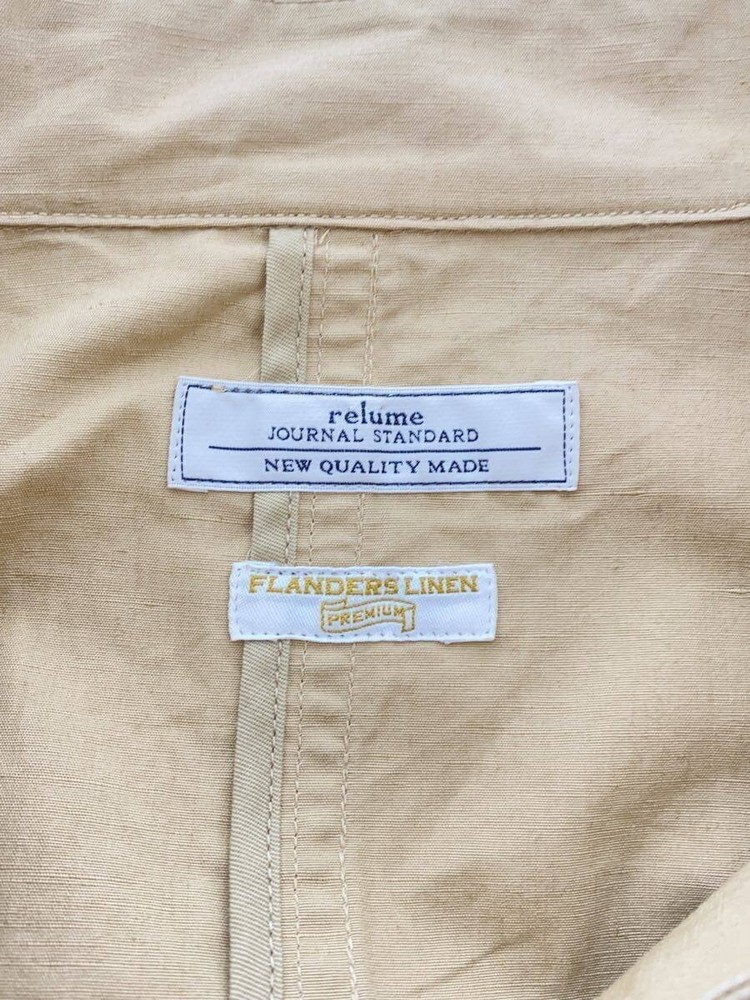 relume
JOURNAL STANDARD
NEW QUALITY MADE
FLANDERS LINEN
PREMIUM